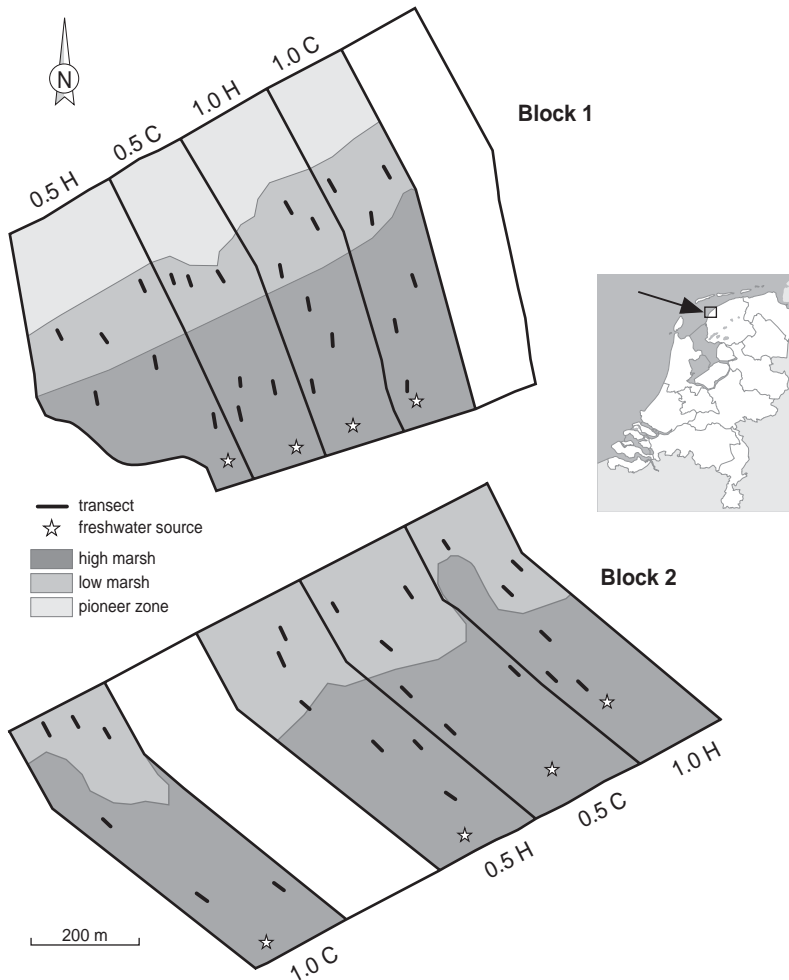 N
0.5 H
0.5 C
1.0 H
1.0 C
Block 1
transect
freshwater source
high marsh
low marsh
pioneer zone
Block 2
1.0 H
0.5 C
0.5 H
1.0 C
200 m